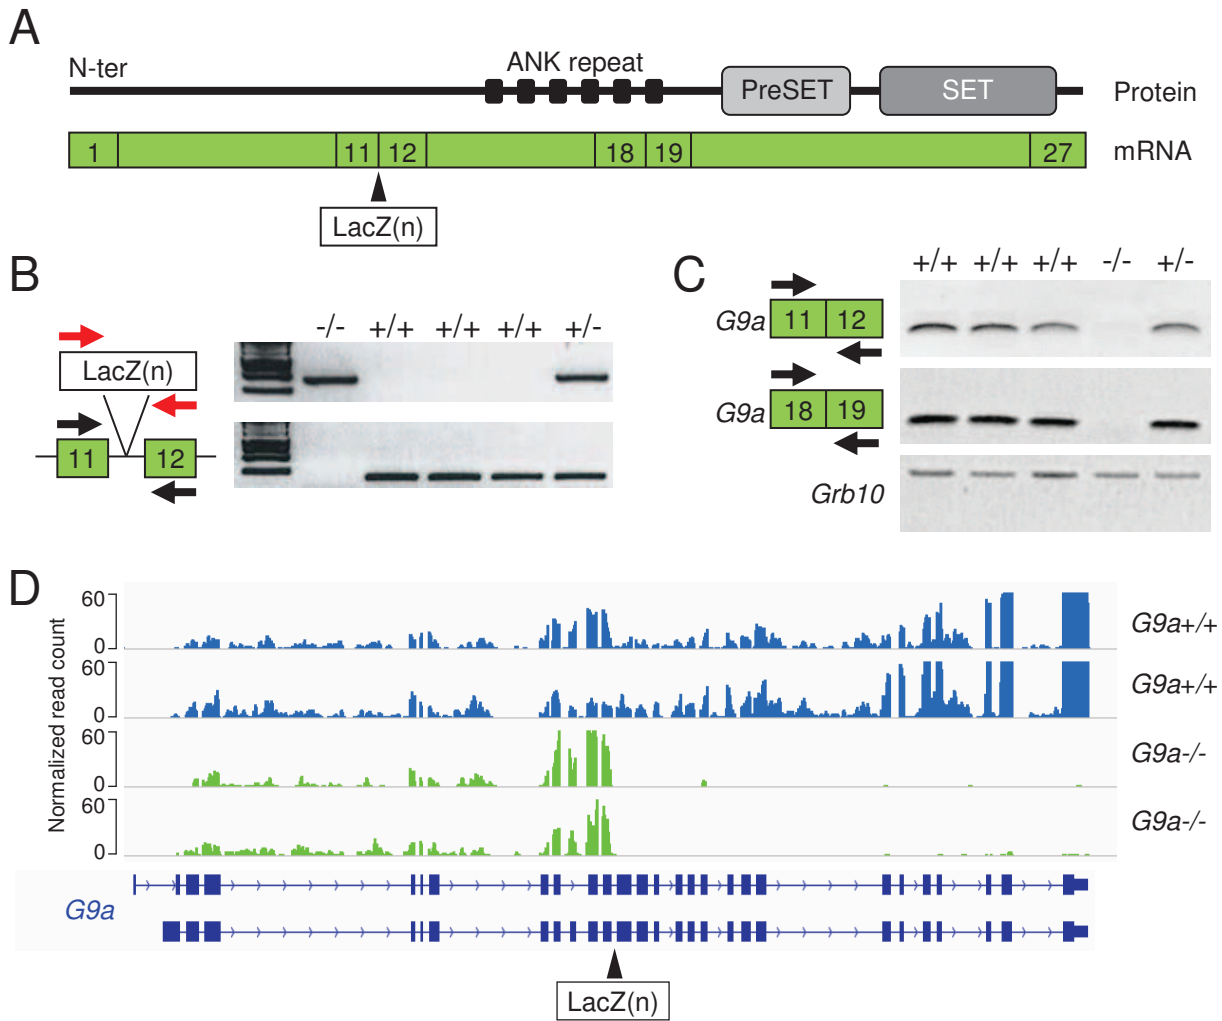 A
N-ter
ANK repeat
PreSET
SET
Protein
1
11
12
18
19
27
mRNA
LacZ(n)
B
-/- +/+ +/+ +/+ +/-
LacZ(n)
11
12
C
+/+ +/+ +/+ -/- +/-
G9a 11 12
G9a 18 19
Grb10
D
Normalized read count
60
0
G9a+/+
60
0
G9a+/+
60
0
G9a-/-
60
0
G9a-/-
G9a
LacZ(n)